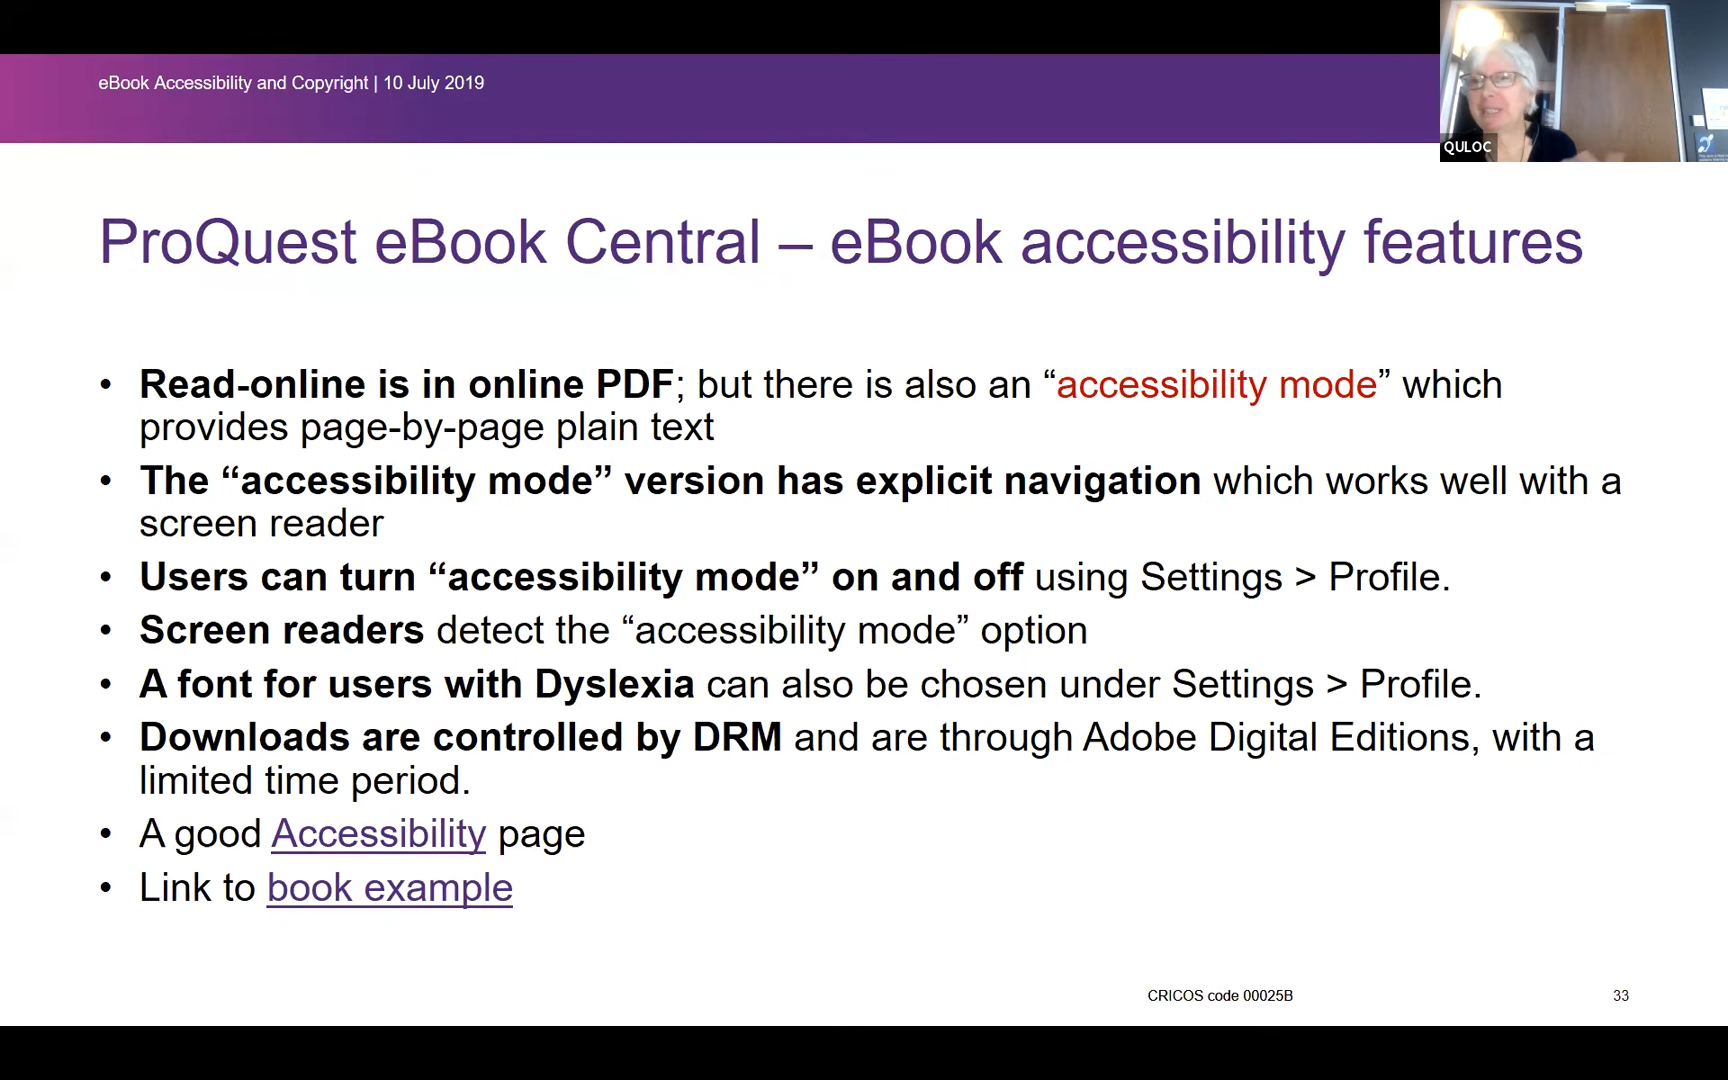 eBook Accessibility and Copyright | 10 July 2019
QULOC
ProQuest eBook Central – eBook accessibility features
• Read-online is in online PDF; but there is also an “accessibility mode” which
provides page-by-page plain text
• The “accessibility mode” version has explicit navigation which works well with a
screen reader
• Users can turn “accessibility mode” on and off using Settings > Profile.
• Screen readers detect the “accessibility mode” option
• A font for users with Dyslexia can also be chosen under Settings > Profile.
• Downloads are controlled by DRM and are through Adobe Digital Editions, with a
limited time period.
• A good Accessibility page
• Link to book example
CRICOS code 00025B
33